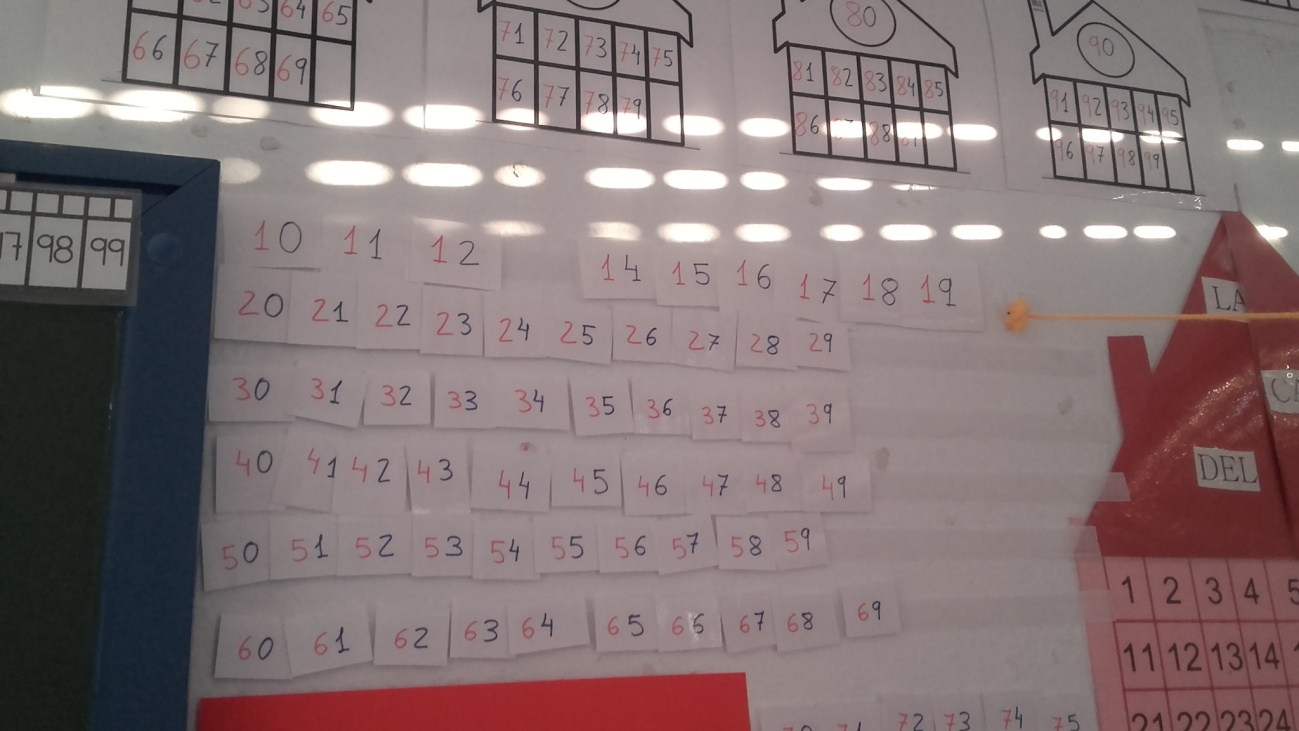 64 65
66 67 68 69
71 72 73 74 75
76 77 78 79
80
81 82 83 84 85
86 88
90
91 92 93 94 95
96 97 98 99
98 99
10 11 12 14 15 16 17 18 19
20 21 22 23 24 25 26 27 28 29
30 31 32 33 34 35 36 37 38 39
40 41 42 43 44 45 46 47 48 49
50 51 52 53 54 55 56 57 58 59
60 61 62 63 64 65 66 67 68 69
72 73 74 75
LA
DEL
1 2 3 4 5
11 12 13 14
21 22 23 24